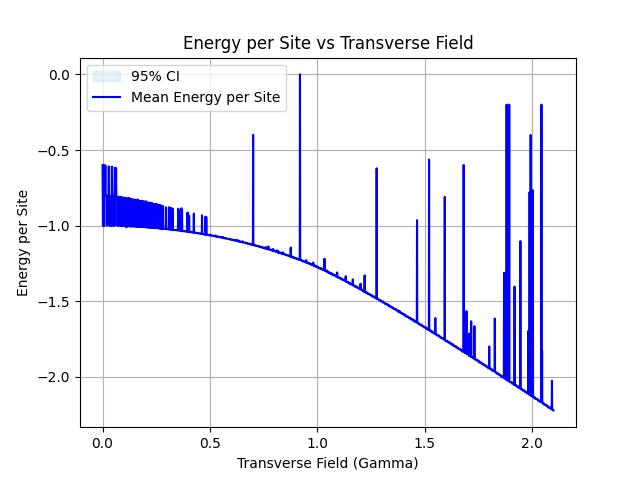 Energy per Site vs Transverse Field
95% CI
Mean Energy per Site
Energy per Site
0.0
−0.5
−1.0
−1.5
−2.0
0.0 0.5 1.0 1.5 2.0
Transverse Field (Gamma)